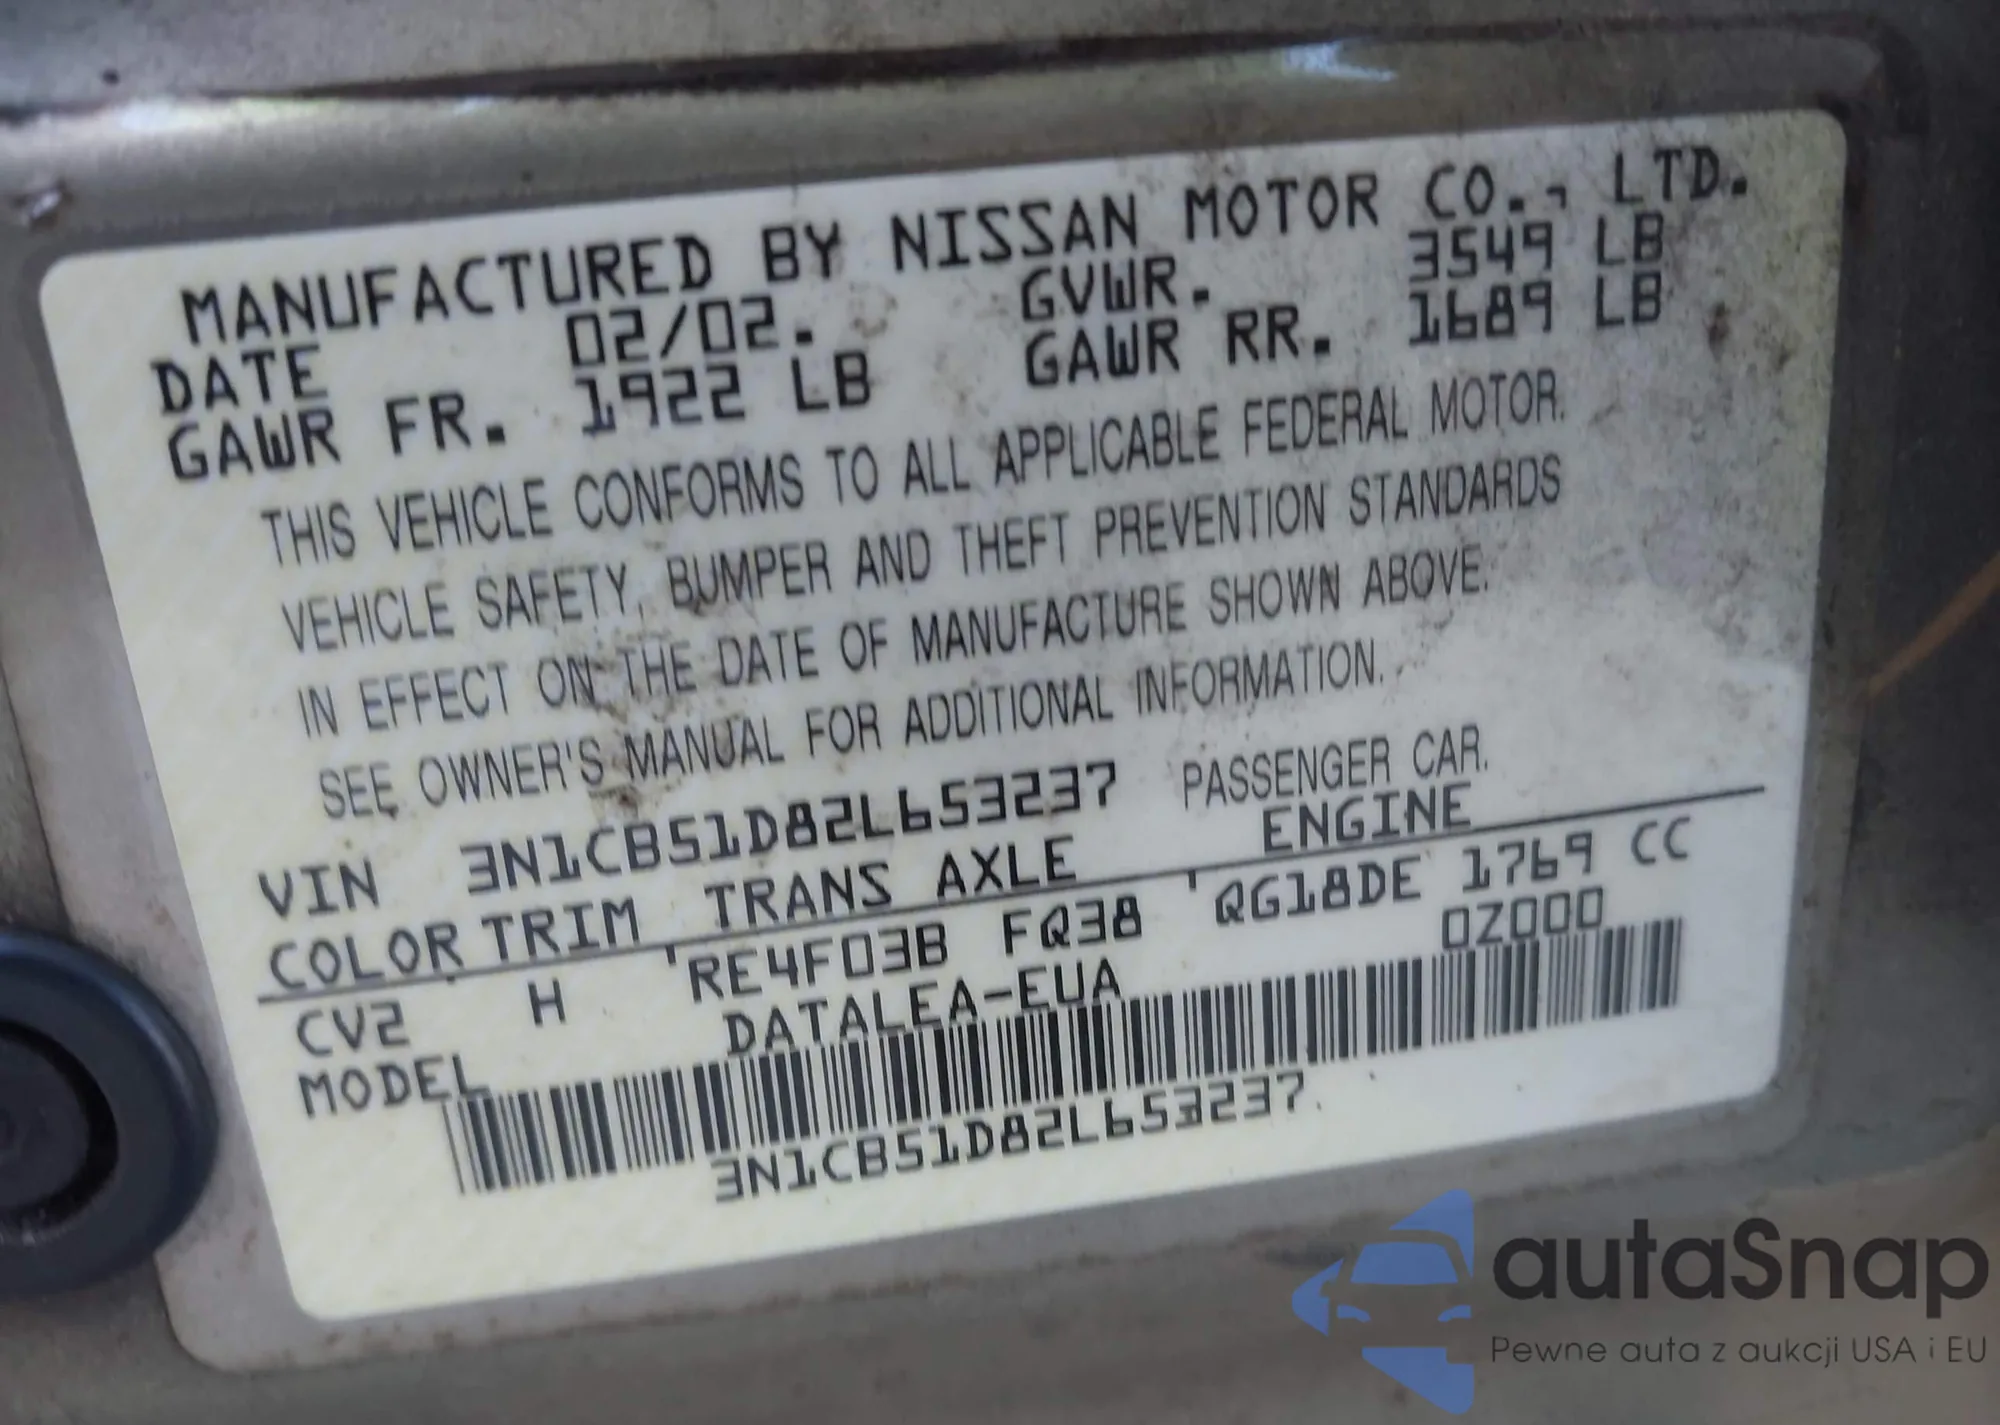 MANUFACTURED BY NISSAN MOTOR CO., LTD.
DATE 02/02. GVWR. 3549 LB
GAWR FR. 1922 LB GAWR RR. 1689 LB
THIS VEHICLE CONFORMS TO ALL APPLICABLE FEDERAL MOTOR
VEHICLE SAFETY, BUMPER AND THEFT PREVENTION STANDARDS
IN EFFECT ON THE DATE OF MANUFACTURE SHOWN ABOVE.
SEE OWNER'S MANUAL FOR ADDITIONAL INFORMATION.
VIN 3N1CB51D82L653237 PASSENGER CAR.
COLOR TRIM TRANS AXLE ENGINE
CV2 H RE4F03B FQ38 QG18DE 1769 CC
MODEL DATALEA-EUA 0Z000
3N1CB51D82L653237
autaSnap
Pewne auta z aukcji USA i EU